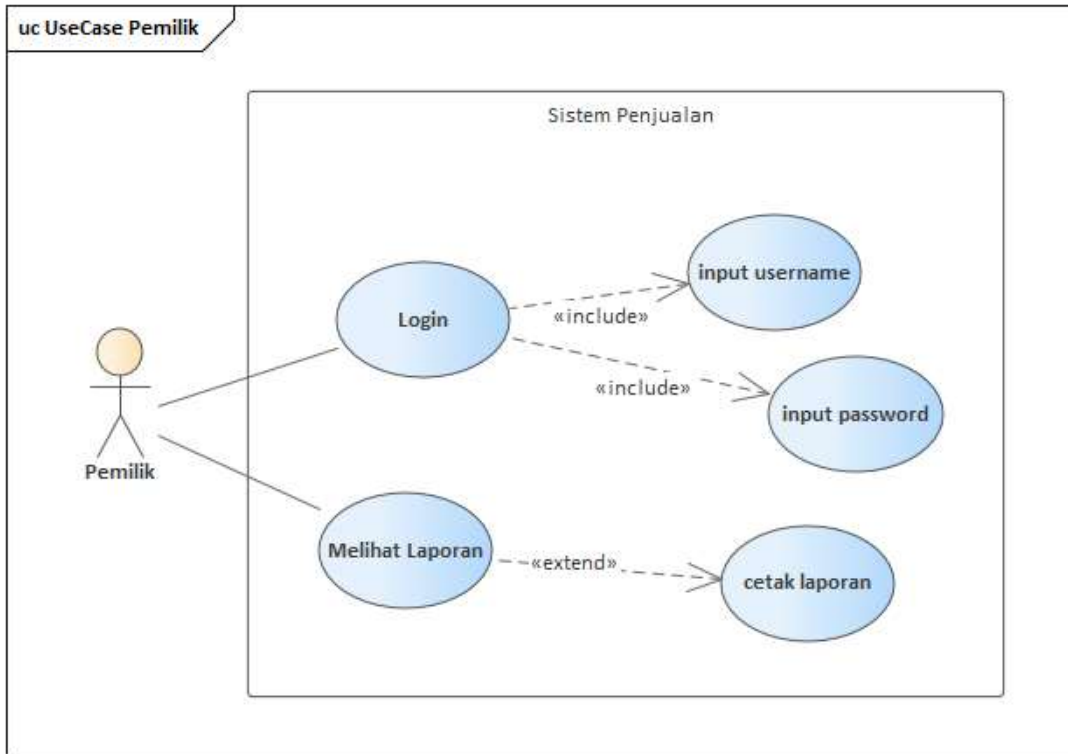 uc UseCase Pemilik
Sistem Penjualan
input username
Login
«include»
«include»
input password
Pemilik
Melihat Laporan
«extend»
cetak laporan